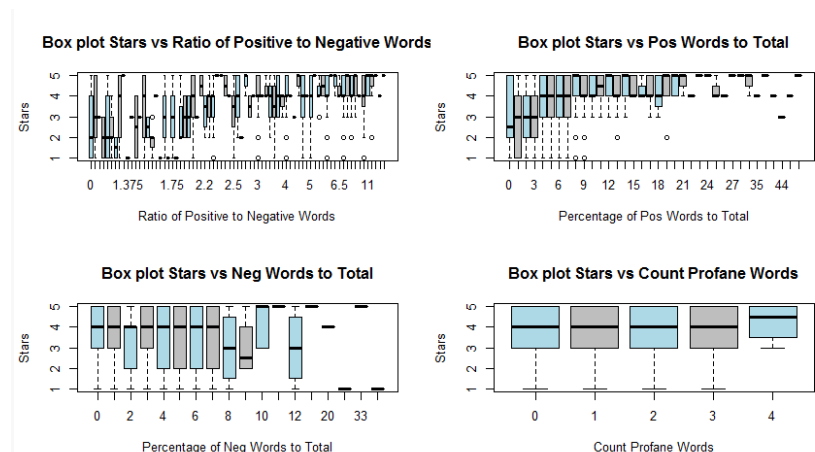 Box plot Stars vs Ratio of Positive to Negative Words
Stars
5
4
3
2
1
0 1.375 1.75 2.2 2.5 3 4 5 6.5 11
Ratio of Positive to Negative Words
Box plot Stars vs Pos Words to Total
Stars
5
4
3
2
1
0 3 6 9 12 15 18 21 24 27 35 44
Percentage of Pos Words to Total
Box plot Stars vs Neg Words to Total
Stars
5
4
3
2
1
0 2 4 6 8 10 12 20 33
Percentage of Neg Words to Total
Box plot Stars vs Count Profane Words
Stars
5
4
3
2
1
0 1 2 3 4
Count Profane Words